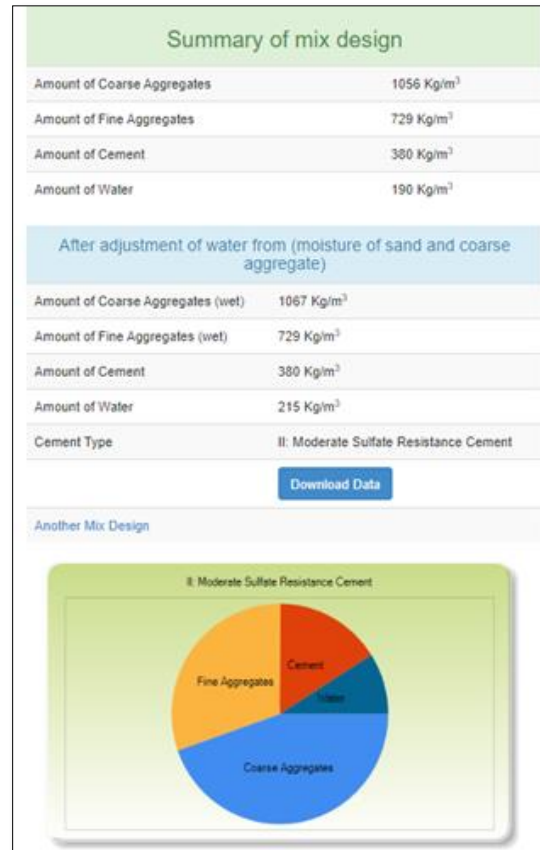 Summary of mix design
Amount of Coarse Aggregates 1056 Kg/m³
Amount of Fine Aggregates 729 Kg/m³
Amount of Cement 380 Kg/m³
Amount of Water 190 Kg/m³
After adjustment of water from (moisture of sand and coarse
aggregate)
Amount of Coarse Aggregates (wet) 1067 Kg/m³
Amount of Fine Aggregates (wet) 729 Kg/m³
Amount of Cement 380 Kg/m³
Amount of Water 215 Kg/m³
Cement Type II: Moderate Sulfate Resistance Cement
Download Data
Another Mix Design
II: Moderate Sulfate Resistance Cement
Cement
Fine Aggregates
Water
Coarse Aggregates